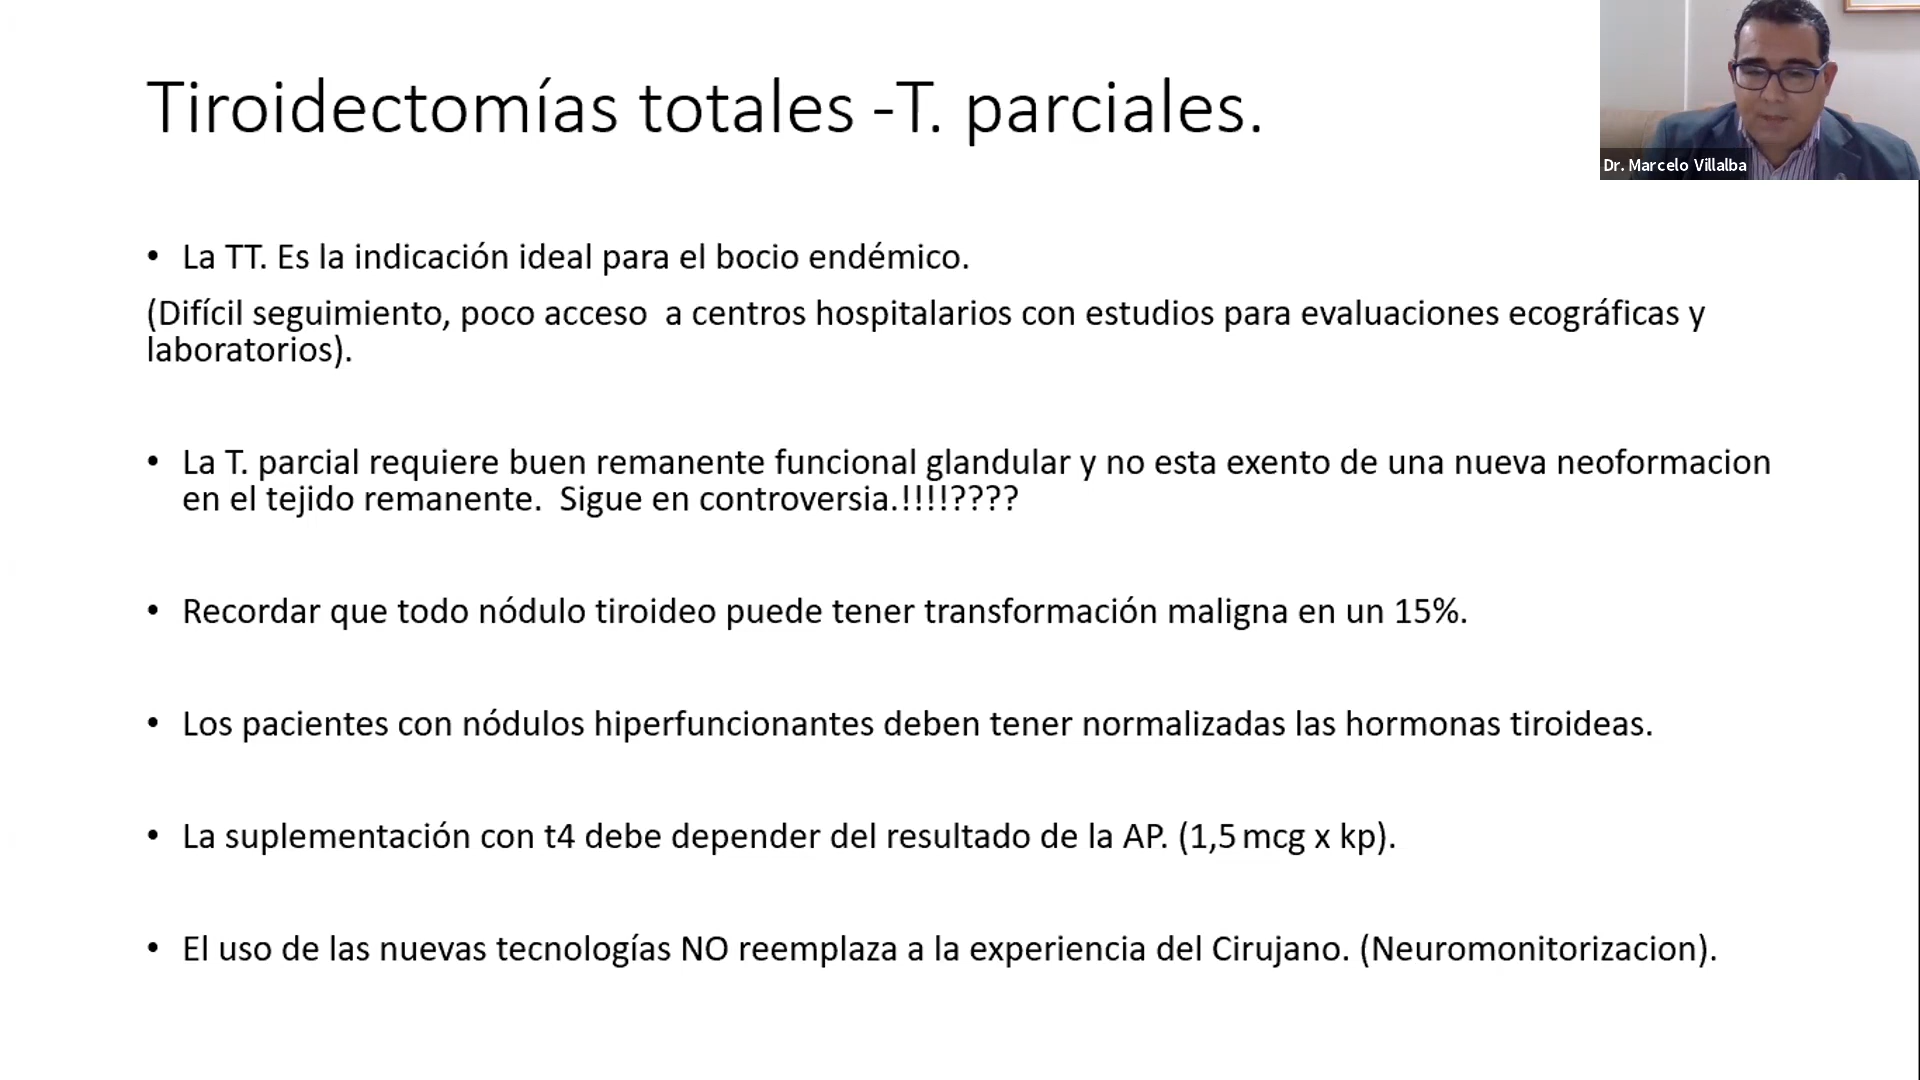 Tiroidectomías totales -T. parciales.
Dr. Marcelo Villalba
• La TT. Es la indicación ideal para el bocio endémico.
(Difícil seguimiento, poco acceso  a centros hospitalarios con estudios para evaluaciones ecográficas y
laboratorios).
• La T. parcial requiere buen remanente funcional glandular y no esta exento de una nueva neoformacion
en el tejido remanente.  Sigue en controversia.!!!!????
• Recordar que todo nódulo tiroideo puede tener transformación maligna en un 15%.
• Los pacientes con nódulos hiperfuncionantes deben tener normalizadas las hormonas tiroideas.
• La suplementación con t4 debe depender del resultado de la AP. (1,5 mcg x kp).
• El uso de las nuevas tecnologías NO reemplaza a la experiencia del Cirujano. (Neuromonitorizacion).